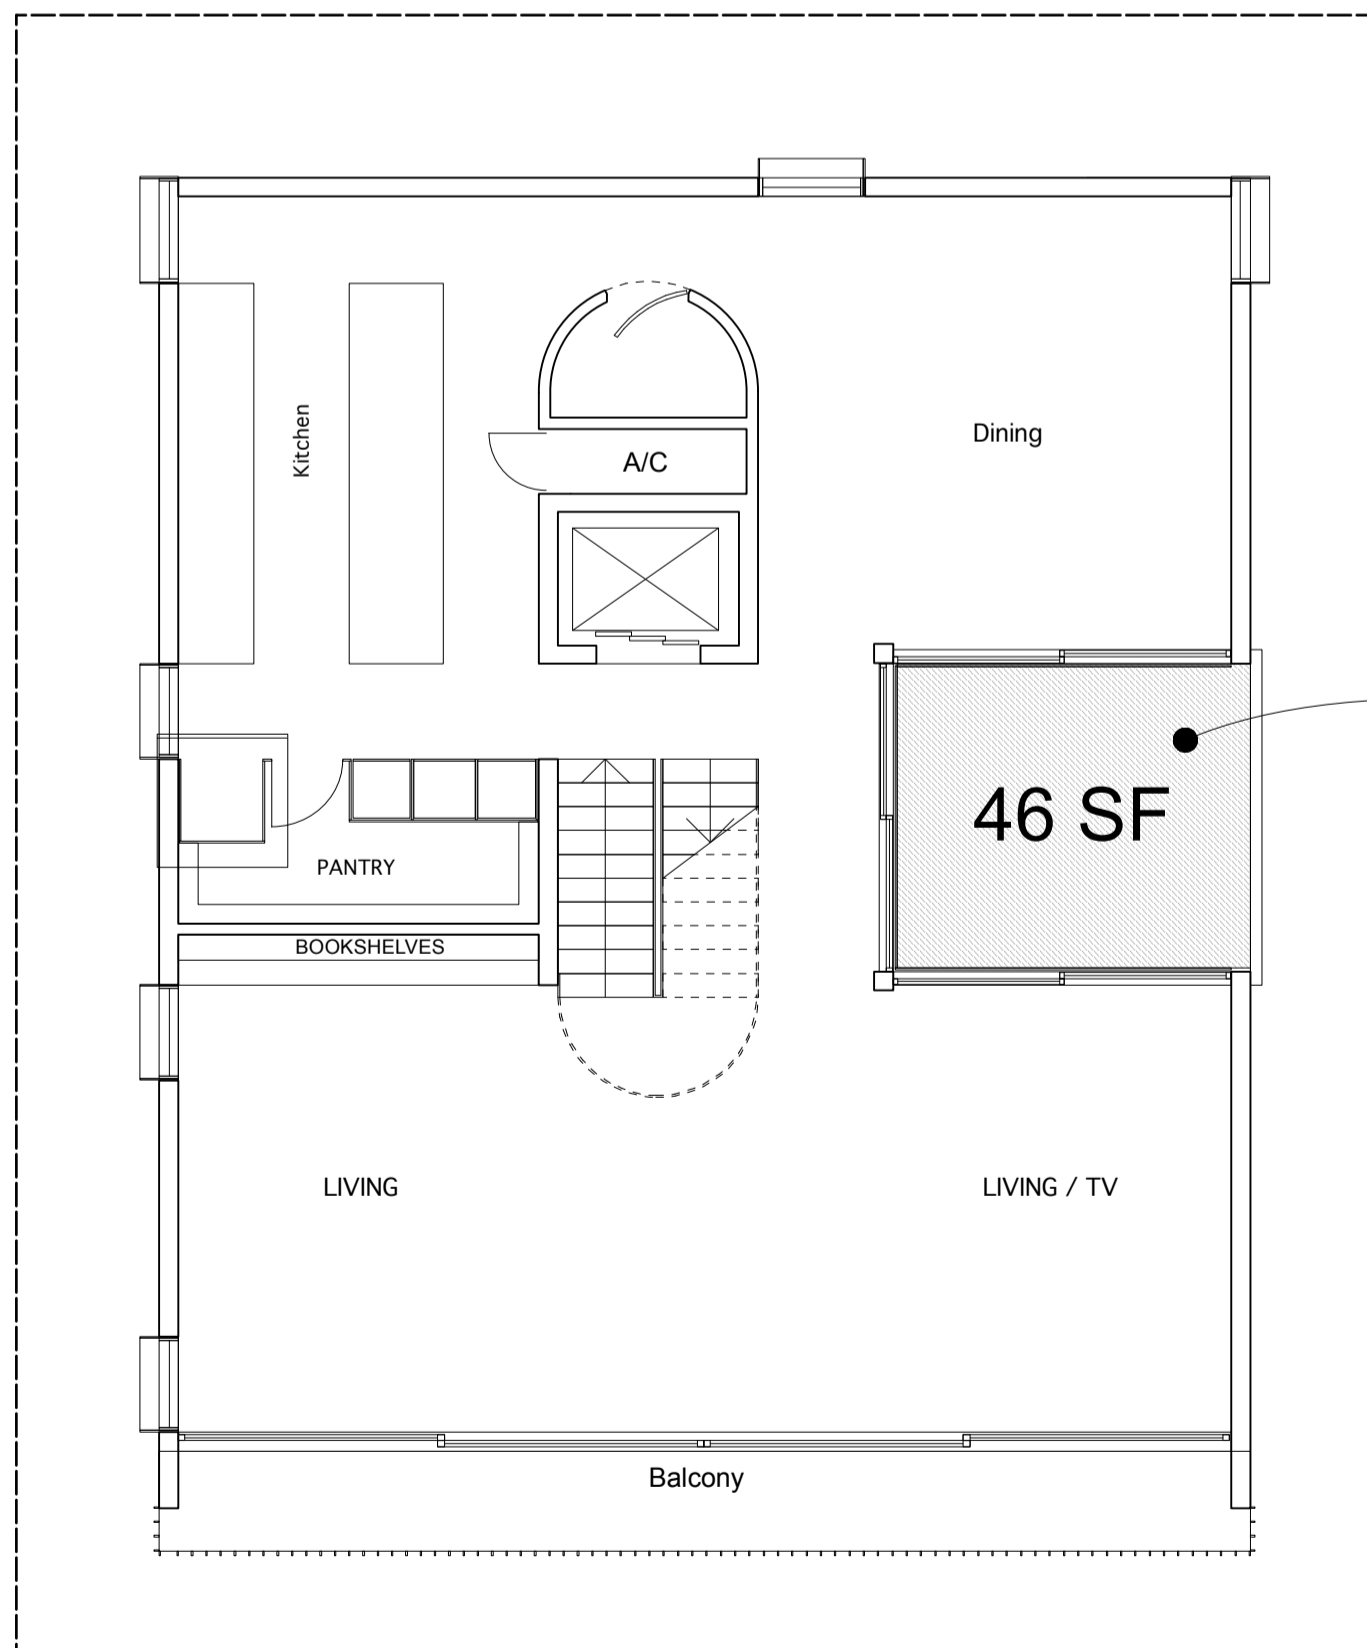 Kitchen
Dining
A/C
46 SF
PANTRY
BOOKSHELVES
LIVING
LIVING / TV
Balcony